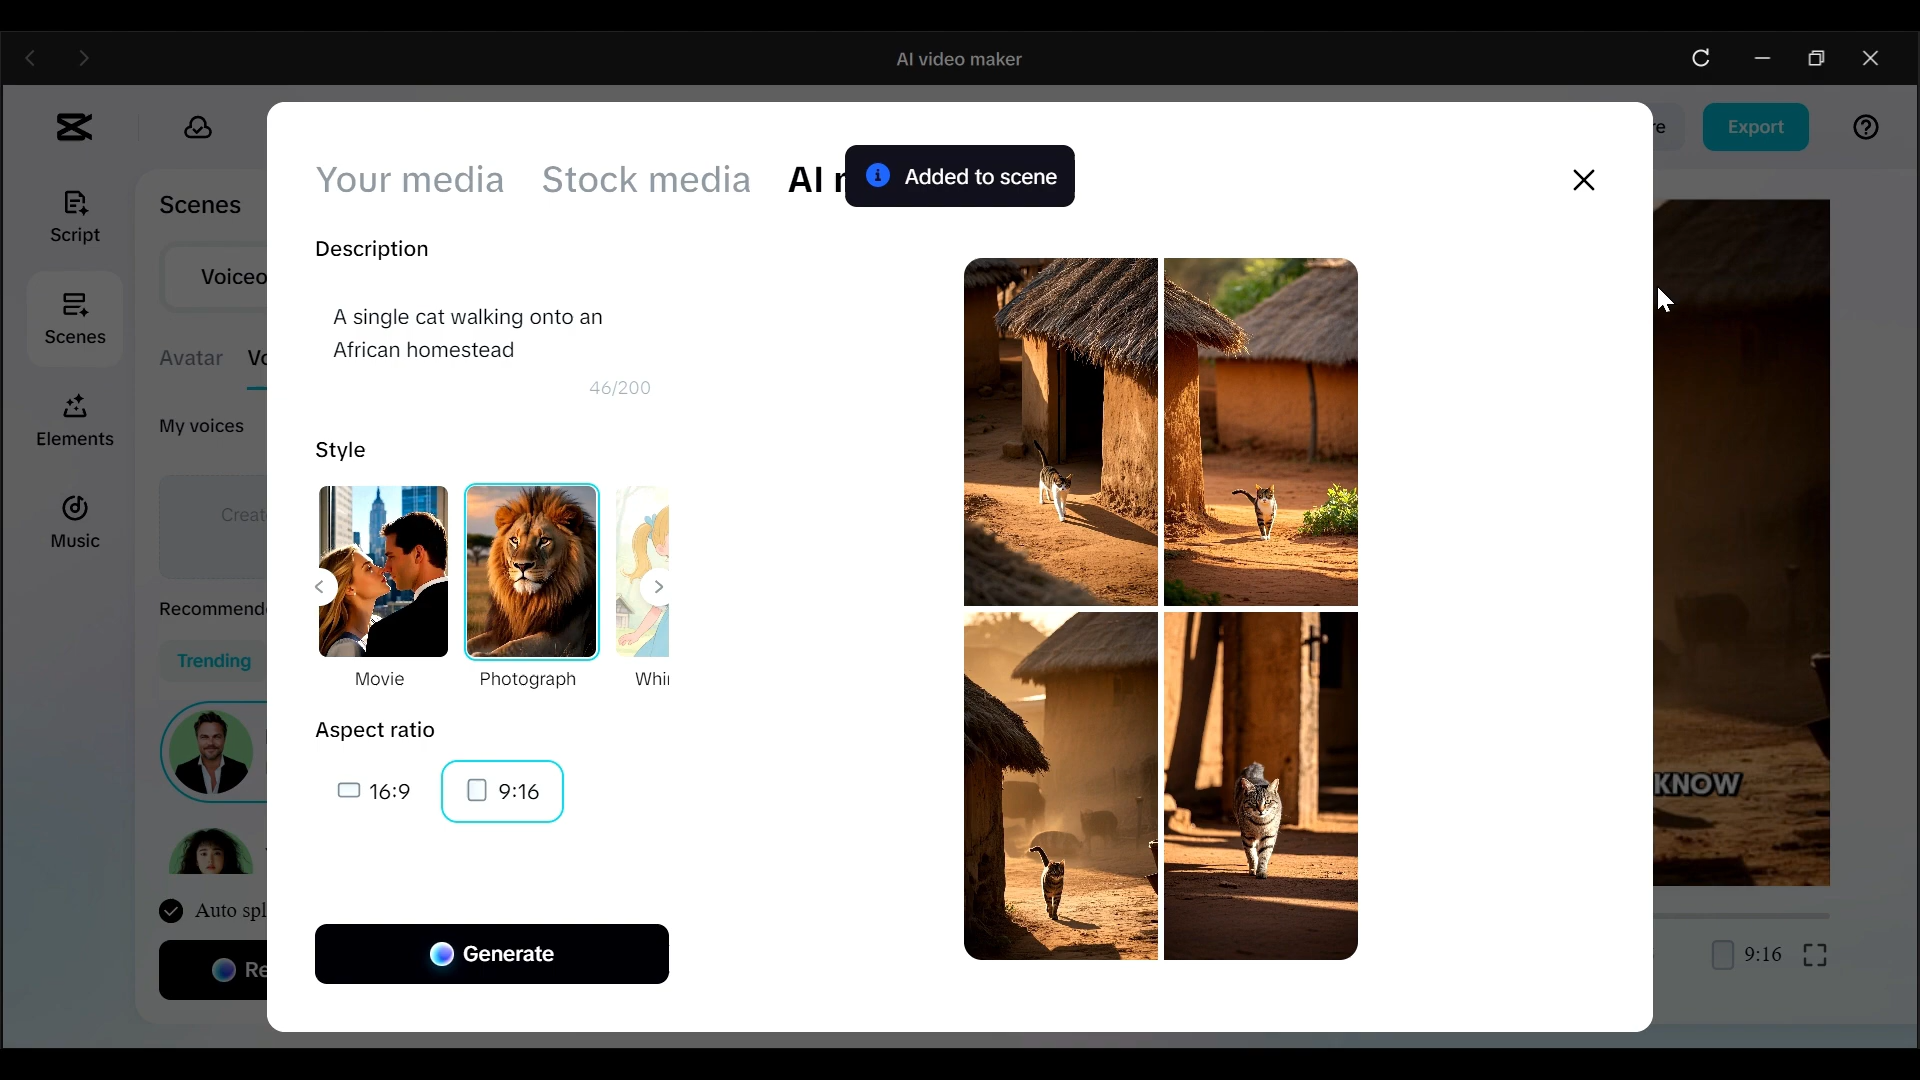 AI video maker
Export
Script
Scenes
Elements
Music
Scenes
Avatar
My voices
Trending
Your media
Stock media
AI
Added to scene
Description
A single cat walking onto an
African homestead
46/200
Style
Movie
Photograph
Aspect ratio
16:9
9:16
Generate
Auto
KNOW
9:16